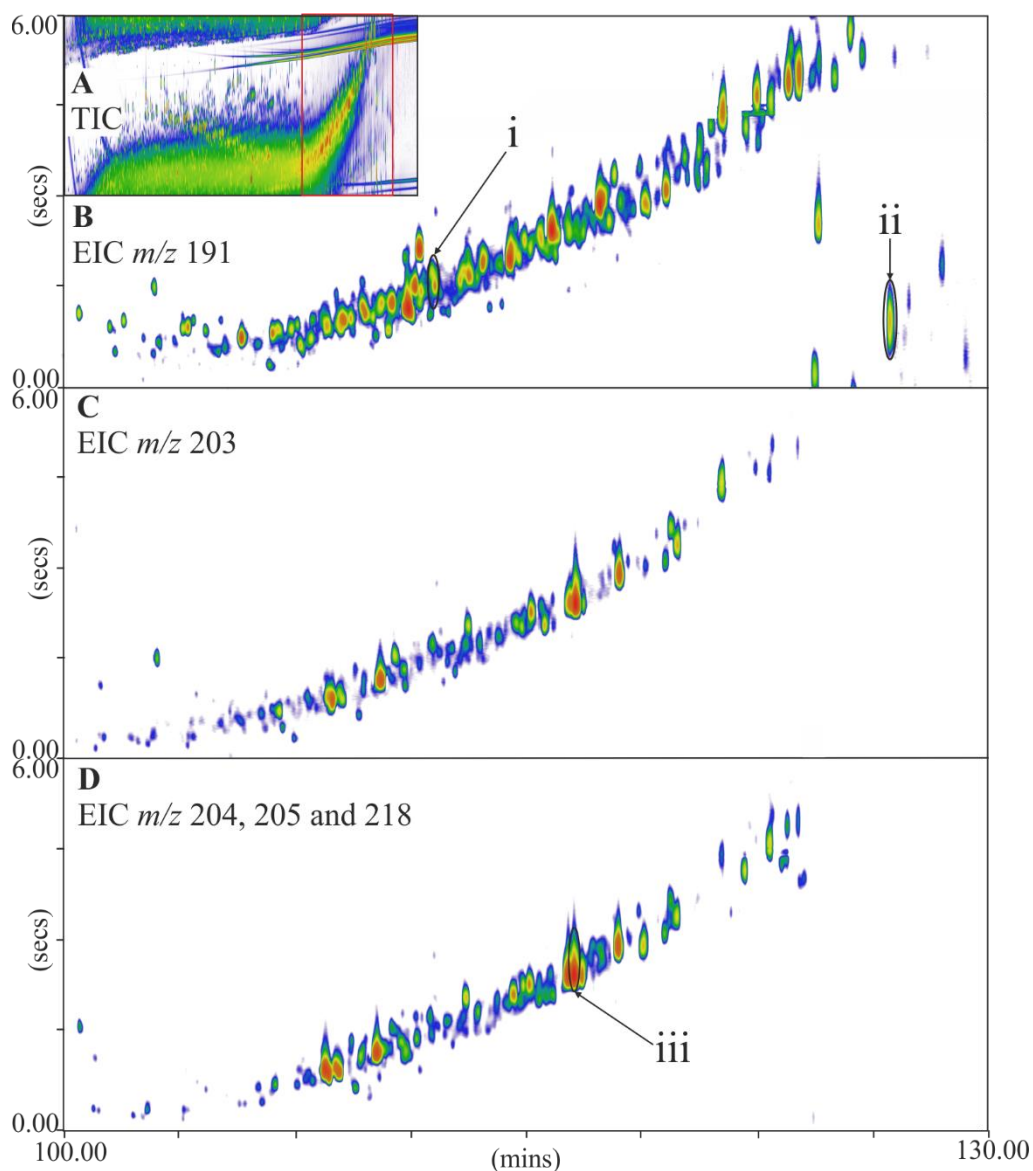 6.00
A
TIC
i
(secs)
B
EIC m/z 191
ii
0.00
6.00
C
EIC m/z 203
(secs)
0.00
6.00
D
EIC m/z 204, 205 and 218
(secs)
iii
0.00
100.00
(mins)
130.00